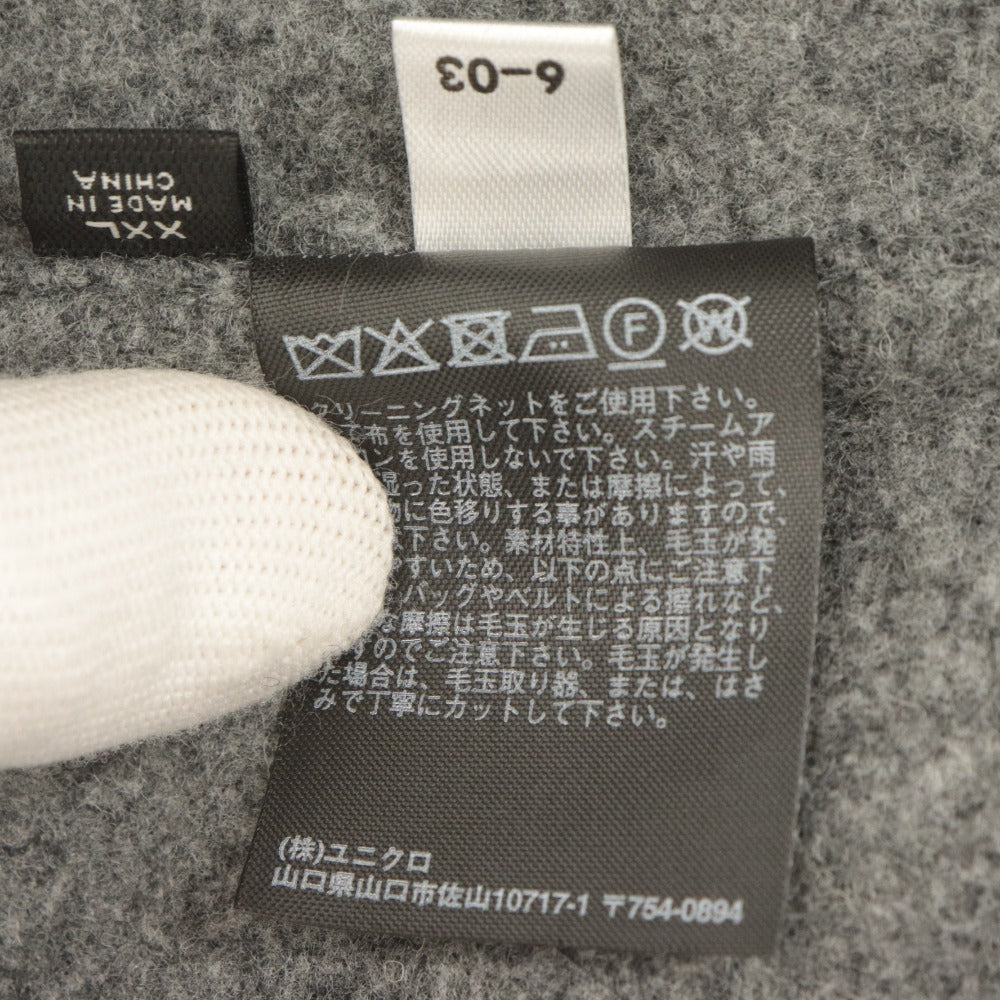 6-03
XXL
MADE IN
CHINA
F
W
クリーニングネットをご使用下さい。
布を使用して下さい。スチームア
ンを使用しないで下さい。汗や雨
湿った状態、または摩擦によって、
物に色移りする事がありますので、
下さい。素材特性上、毛玉が発
すいため、以下の点にご注意下
バッグやベルトによる擦れなど、
な摩擦は毛玉が生じる原因となり
すのでご注意下さい。毛玉が発生し
た場合は、毛玉取り器、または、はさ
みで丁寧にカットして下さい。
(株)ユニクロ
山口県山口市佐山10717-1 〒754-0894